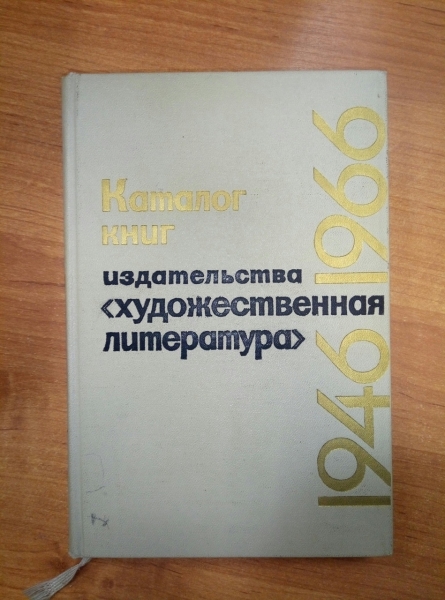 Каталог
книг
издательства
‹художественная
литература›
1946 1966